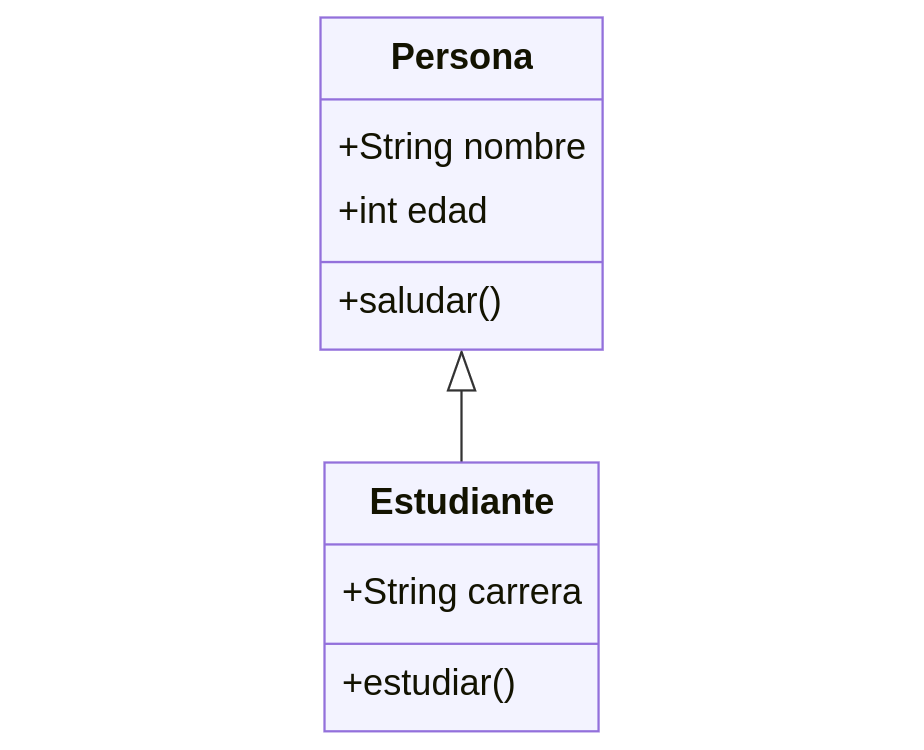 Persona
+String nombre
+int edad
+saludar()
Estudiante
+String carrera
+estudiar()